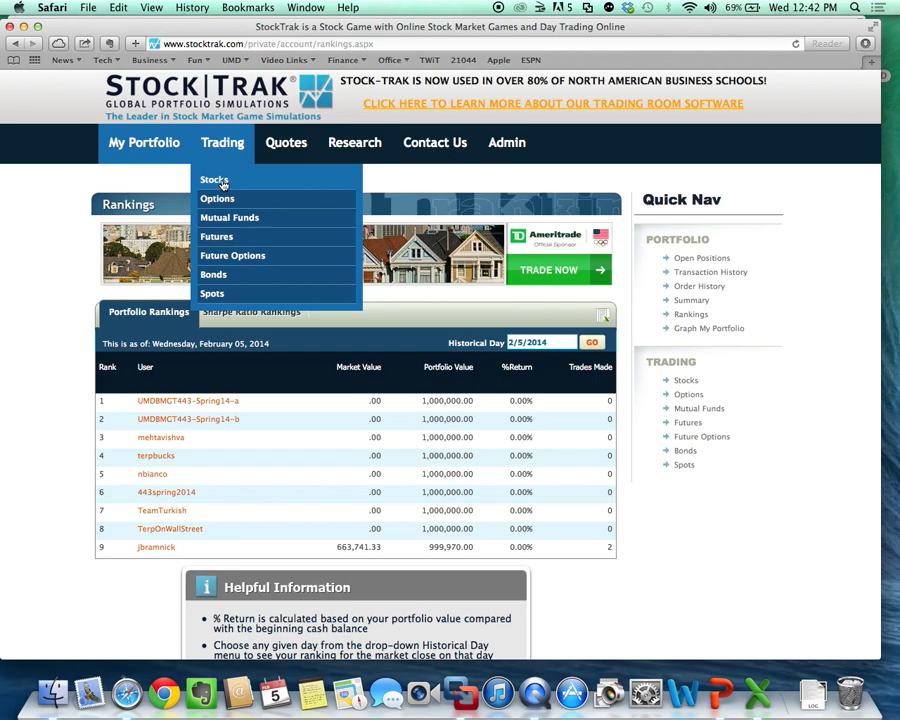 Safari File Edit View History Bookmarks Window Help 5 69% Wed 12:42 PM
StockTrak is a Stock Game with Online Stock Market Games and Day Trading Online
www.stocktrak.com/private/account/rankings.aspx Reader
News Tech Business Fun UMD Video Links Finance Office TWiT 21044 Apple ESPN
STOCK|TRAK®
GLOBAL PORTFOLIO SIMULATIONS
The Leader in Stock Market Game Simulations
STOCK-TRAK IS NOW USED IN OVER 80% OF NORTH AMERICAN BUSINESS SCHOOLS!
CLICK HERE TO LEARN MORE ABOUT OUR TRADING ROOM SOFTWARE
My Portfolio Trading Quotes Research Contact Us Admin
Stocks
Options
Mutual Funds
Futures
Future Options
Bonds
Spots
Rankings
Ameritrade
Official Sponsor
TRADE NOW
Portfolio Rankings Sharpe Ratio Rankings
This is as of: Wednesday, February 05, 2014 Historical Day 2/5/2014 GO
Rank User Market Value Portfolio Value %Return Trades Made
1 UMDBMGT443-Spring14-a .00 1,000,000.00 0.00% 0
2 UMDBMGT443-Spring14-b .00 1,000,000.00 0.00% 0
3 mehtavishva .00 1,000,000.00 0.00% 0
4 terpbucks .00 1,000,000.00 0.00% 0
5 nbianco .00 1,000,000.00 0.00% 0
6 443spring2014 .00 1,000,000.00 0.00% 0
7 TeamTurkish .00 1,000,000.00 0.00% 0
8 TerpOnWallStreet .00 1,000,000.00 0.00% 0
9 jbramnick 663,741.33 999,970.00 0.00% 2
Helpful Information
% Return is calculated based on your portfolio value compared
with the beginning cash balance
Choose any given day from the drop-down Historical Day
menu to see your ranking for the market close on that day
Quick Nav
PORTFOLIO
Open Positions
Transaction History
Order History
Summary
Rankings
Graph My Portfolio
TRADING
Stocks
Options
Mutual Funds
Futures
Future Options
Bonds
Spots
5
LOG